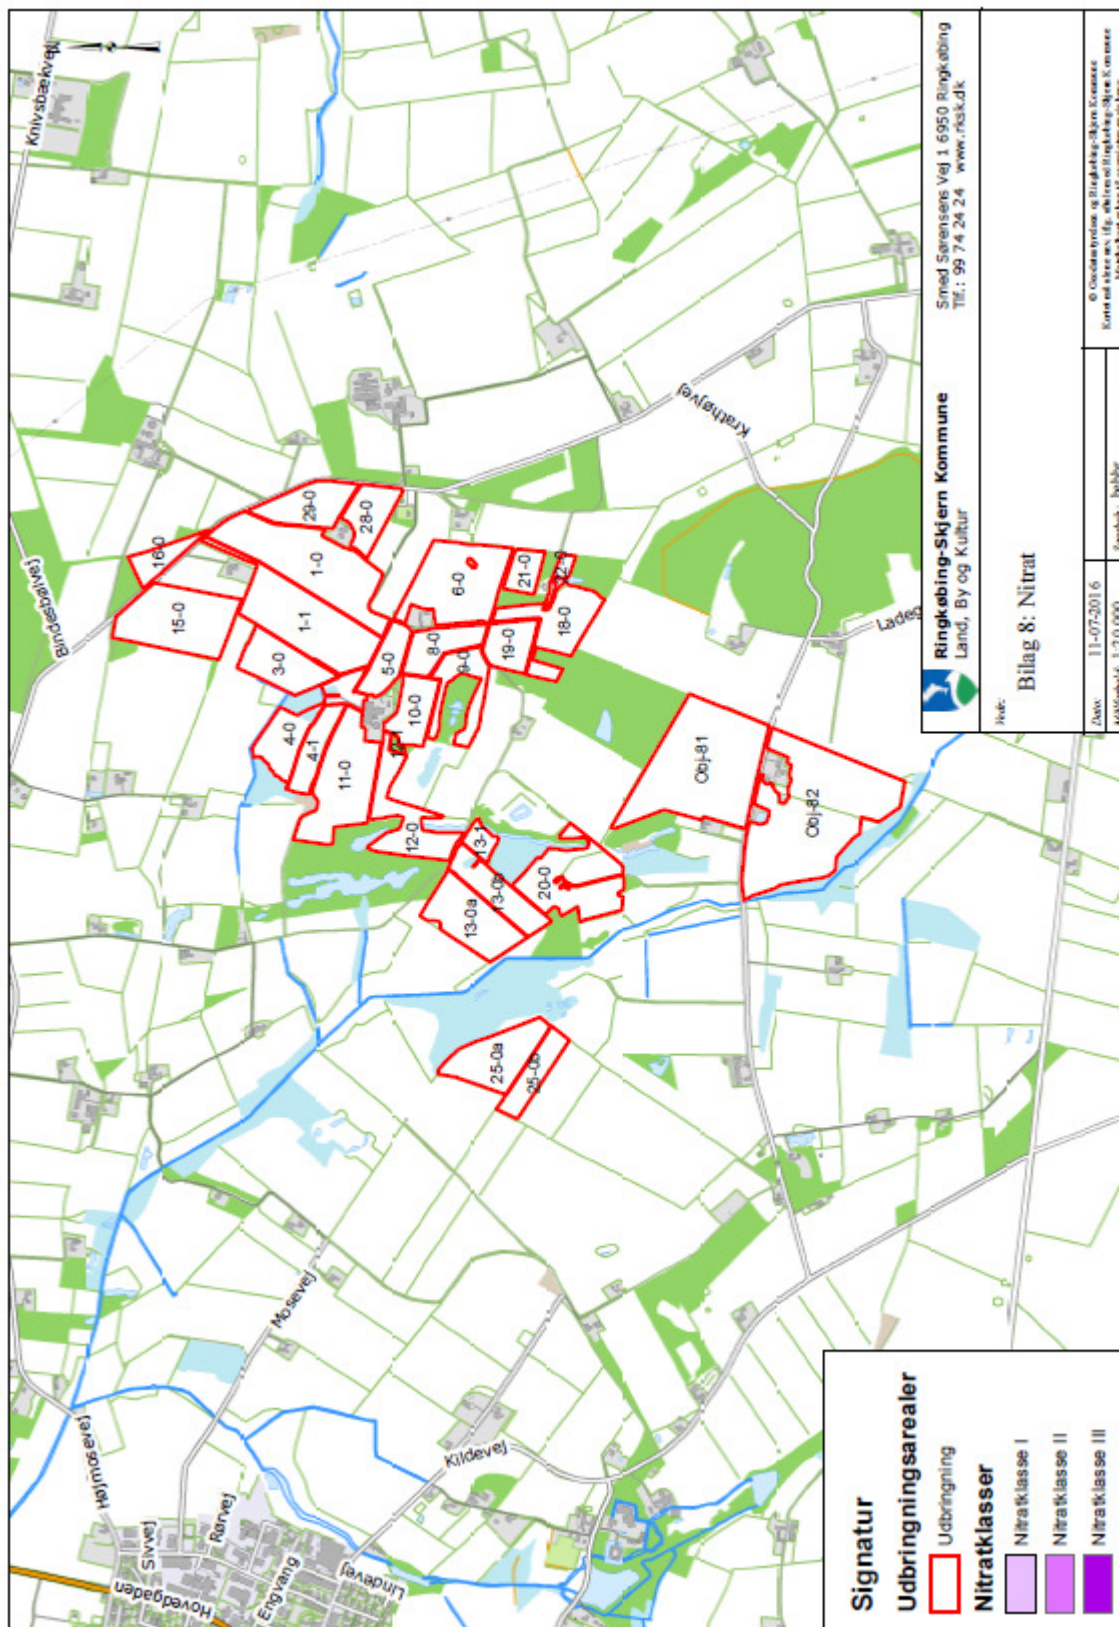 Knivsbækvej
N
Bindesbølvej
16-0
15-0
29-0
28-0
1-0
1-1
3-0
6-0
21-0
5-0
8-0
9-0
19-0
18-0
10-0
4-0
4-1
11-0
12-0
13-1
13-0a
13-0b
20-0
25-0a
25-0b
Obj-81
Obj-82
Krathøjvej
Ladeg
Mosevej
Højmosevej
Sivvej
Rørvej
Engvang
Hovedgaden
Lindevej
Kildevej
Signatur
Udbringningsarealer
Udbringning
Nitratklasser
Nitratklasse I
Nitratklasse II
Nitratklasse III
Ringkøbing-Skjern Kommune
Land, By og Kultur
Smed Sørensens Vej 1 6950 Ringkøbing
Tlf.: 99 74 24 24 www.rksk.dk
Bilag 8: Nitrat
Dato:
11-07-2016